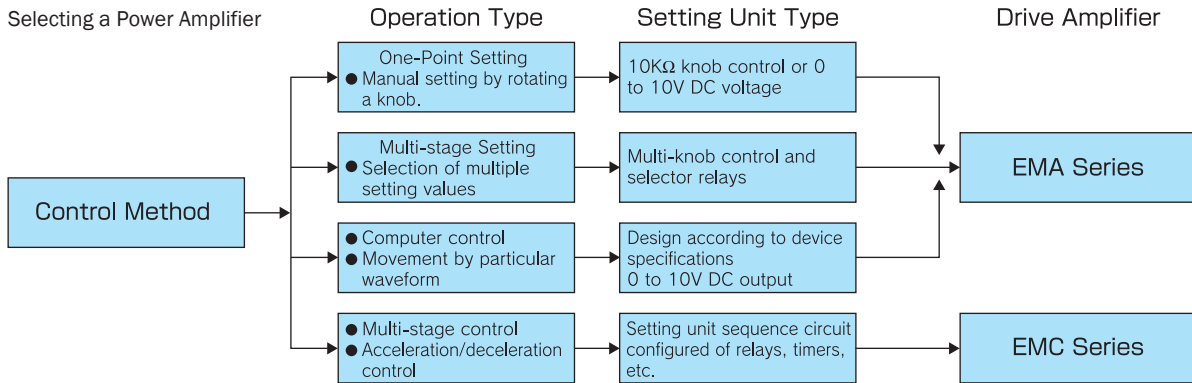 Selecting a Power Amplifier
Operation Type
Setting Unit Type
Drive Amplifier
Control Method
One-Point Setting
● Manual setting by rotating
a knob.
10KΩ knob control or 0
to 10V DC voltage
Multi-stage Setting
● Selection of multiple
setting values
Multi-knob control and
selector relays
EMA Series
● Computer control
● Movement by particular
waveform
Design according to device
specifications
0 to 10V DC output
● Multi-stage control
● Acceleration/deceleration
control
Setting unit sequence circuit
configured of relays, timers,
etc.
EMC Series